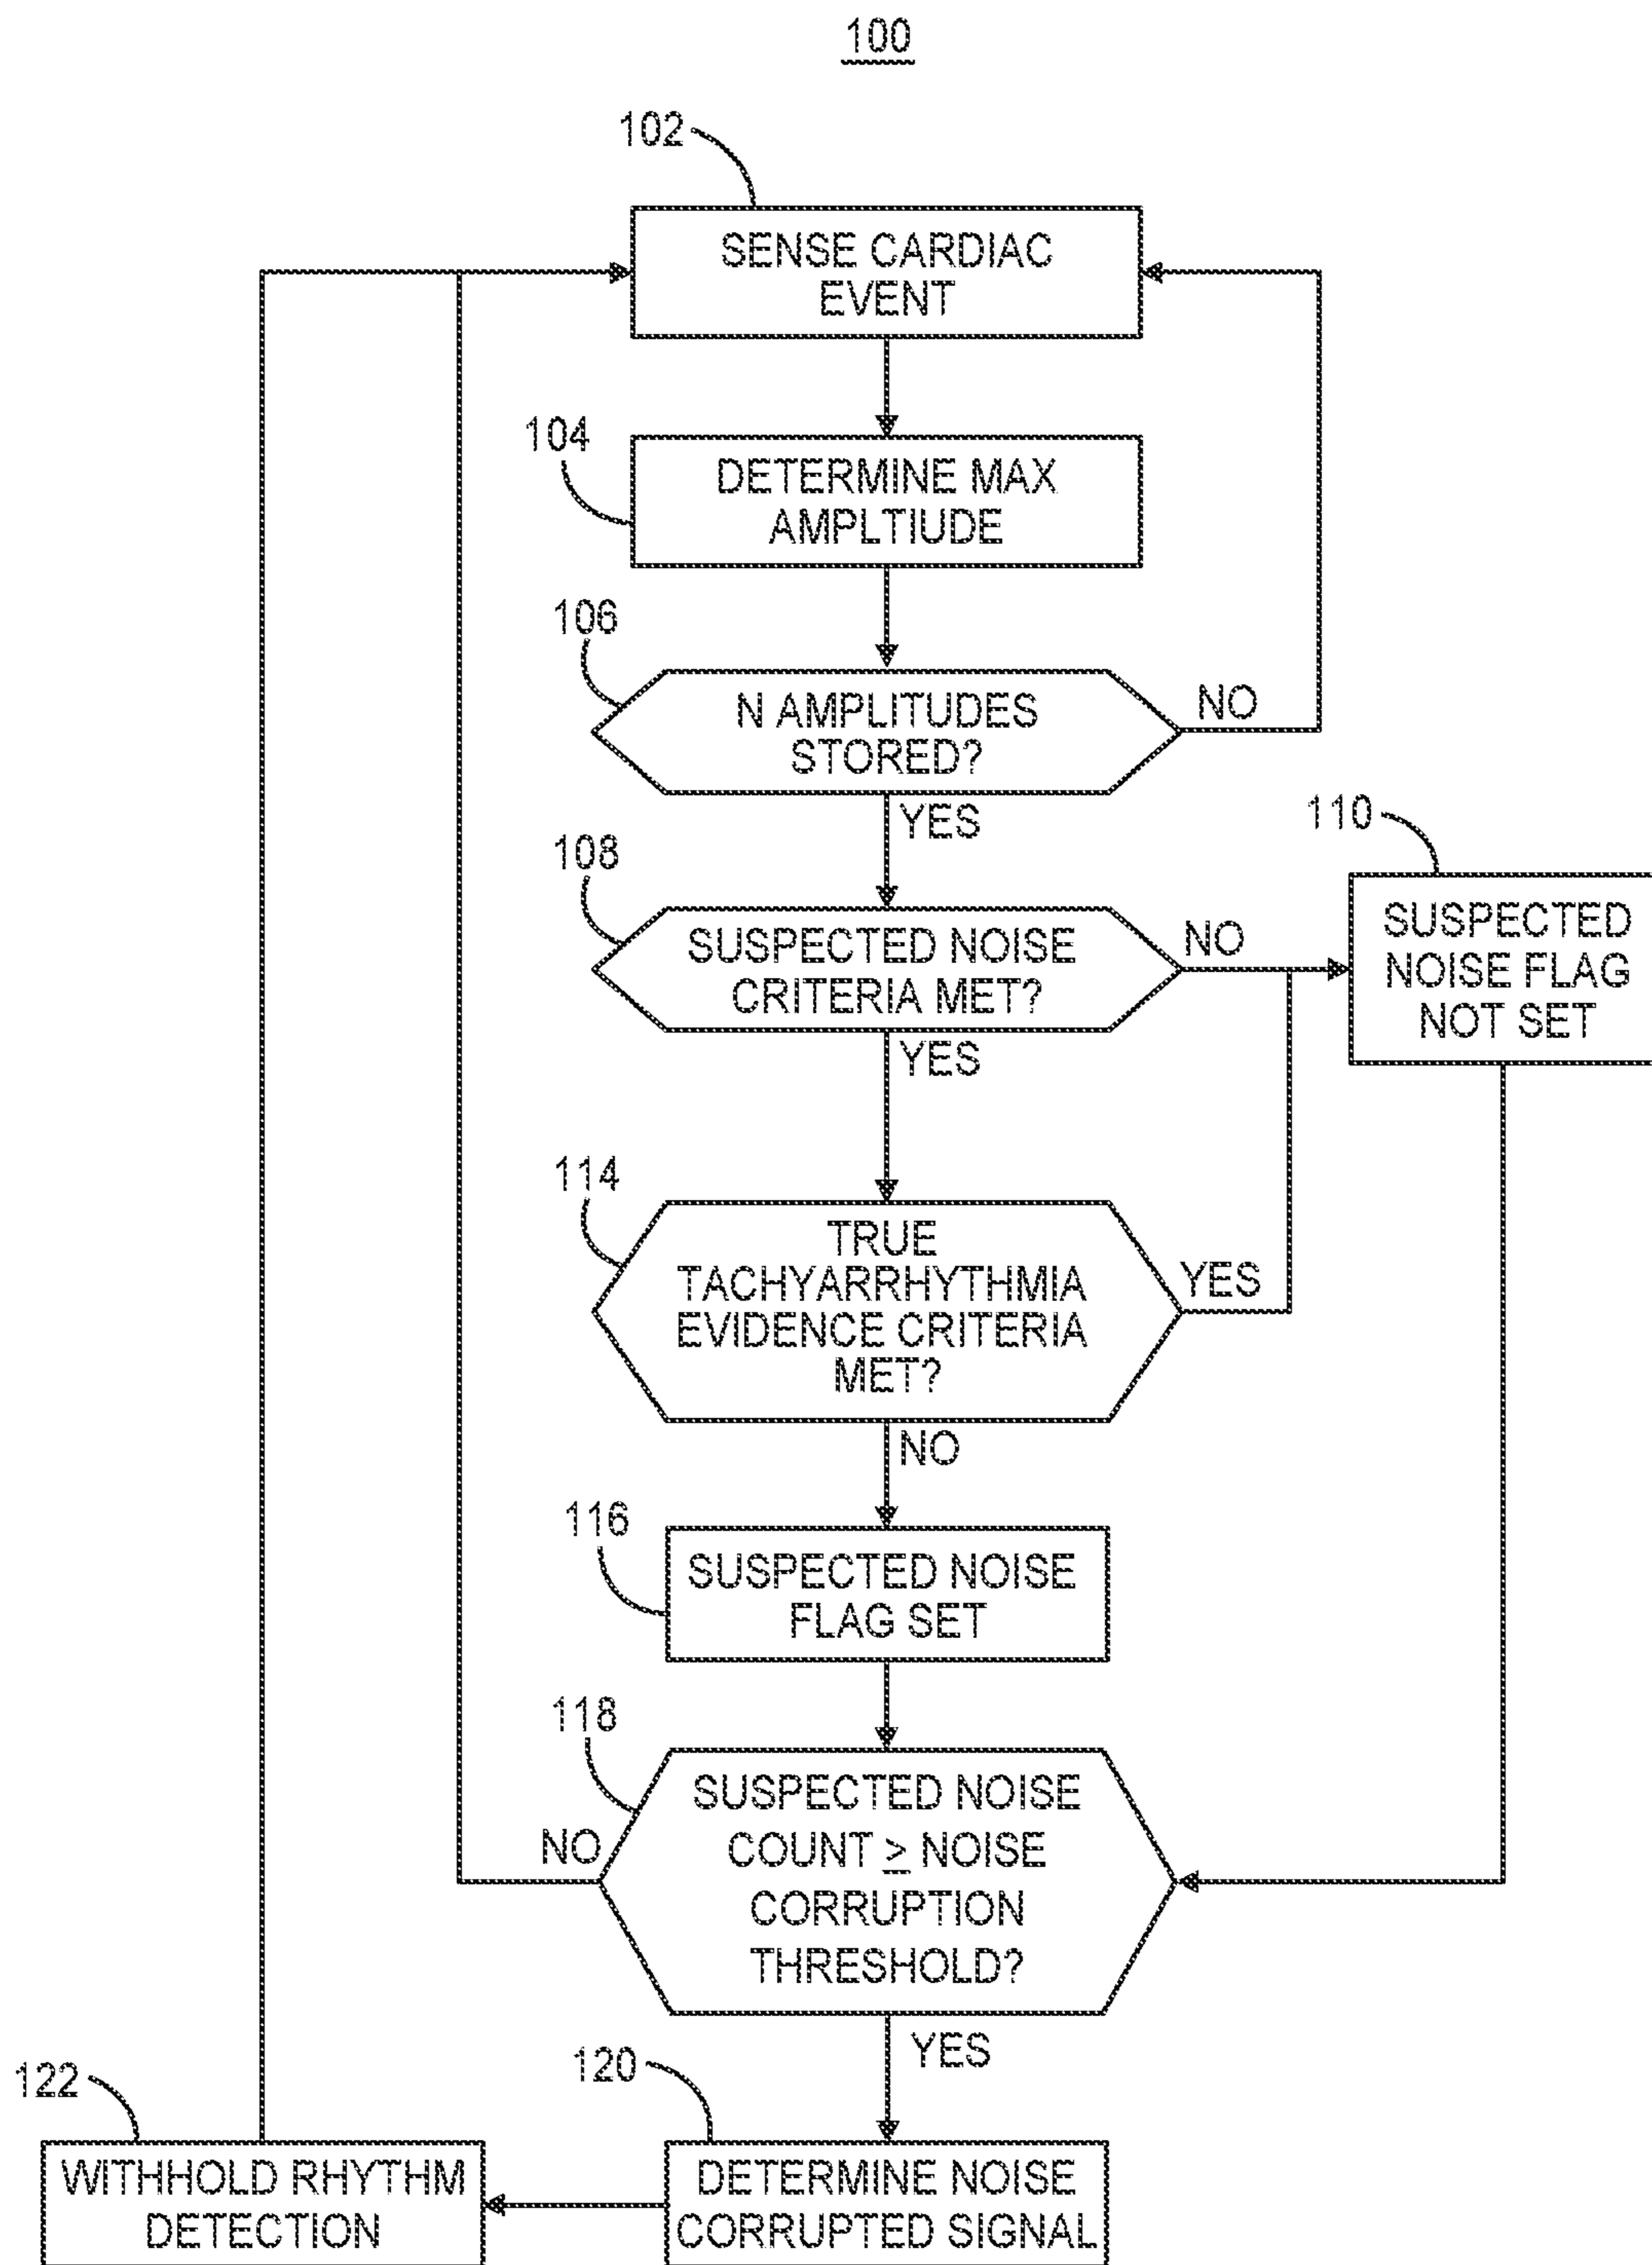 100
102
SENSE CARDIAC
EVENT
104
DETERMINE MAX
AMPLTIUDE
106
N AMPLITUDES
STORED?
NO
YES
108
SUSPECTED NOISE
CRITERIA MET?
NO
YES
110
SUSPECTED
NOISE FLAG
NOT SET
114
TRUE
TACHYARRHYTHMIA
EVIDENCE CRITERIA
MET?
YES
NO
116
SUSPECTED NOISE
FLAG SET
118
SUSPECTED NOISE
COUNT ≥ NOISE
CORRUPTION
THRESHOLD?
NO
YES
120
DETERMINE NOISE
CORRUPTED SIGNAL
122
WITHHOLD RHYTHM
DETECTION